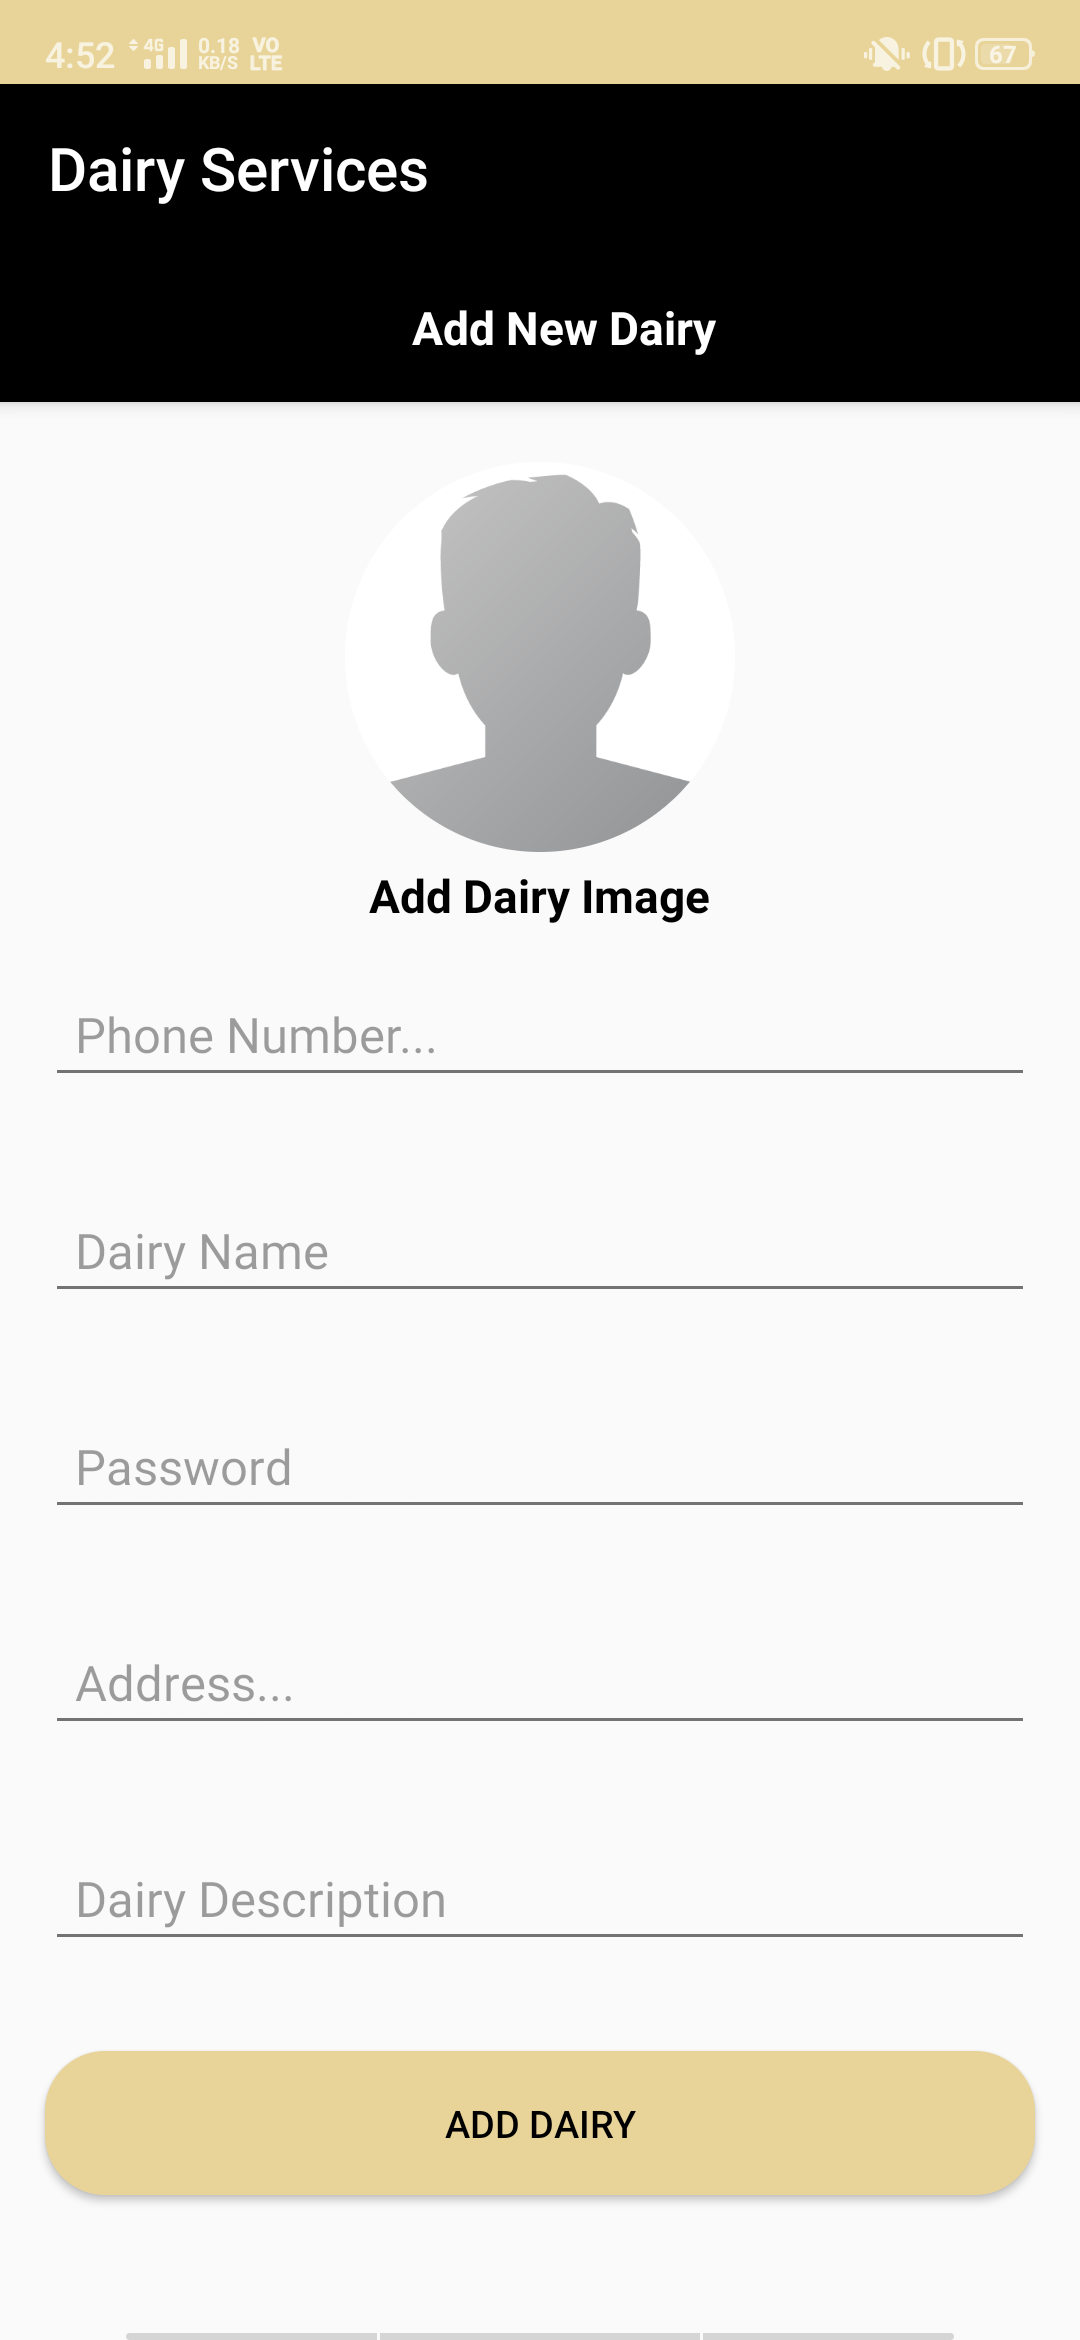 4:52 4G 0.18 KB/S VO LTE 67
Dairy Services
Add New Dairy
Add Dairy Image
Phone Number...
Dairy Name
Password
Address...
Dairy Description
ADD DAIRY